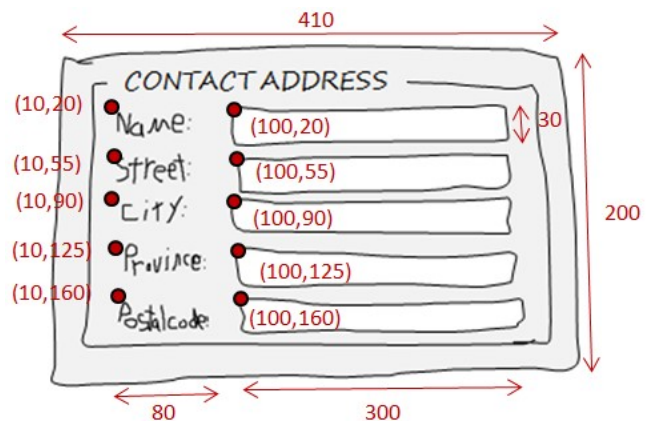 410
CONTACT ADDRESS
(10,20) Name: (100,20) 30
(10,55) Street: (100,55)
(10,90) City: (100,90) 200
(10,125) Province: (100,125)
(10,160) Postalcode: (100,160)
80 300